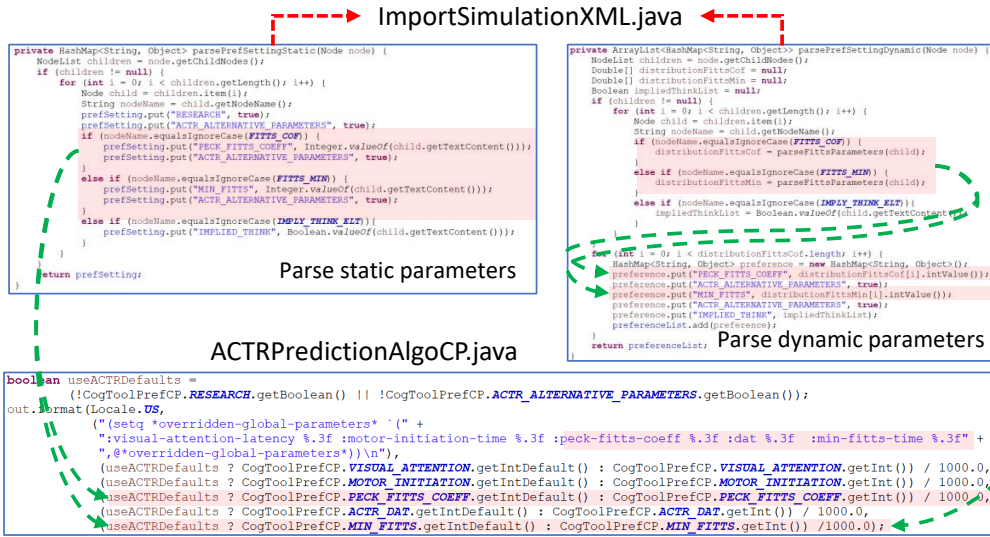 ImportSimulationXML.java
private HashMap<String, Object> parsePrefSettingStatic(Node node) {
NodeList children = node.getChildNodes();
if (children != null) {
for (int i = 0; i < children.getLength(); i++) {
Node child = children.item(i);
String nodeName = child.getNodeName();
prefSetting.put("RESEARCH", true);
prefSetting.put("ACTR_ALTERNATIVE_PARAMETERS", true);
if (nodeName.equalsIgnoreCase(FITTS_COF)) {
prefSetting.put("PECK_FITTS_COEFF", Integer.valueOf(child.getTextContent()));
prefSetting.put("ACTR_ALTERNATIVE_PARAMETERS", true);
}
else if (nodeName.equalsIgnoreCase(FITTS_MIN)) {
prefSetting.put("MIN_FITTS", Integer.valueOf(child.getTextContent()));
prefSetting.put("ACTR_ALTERNATIVE_PARAMETERS", true);
}
else if (nodeName.equalsIgnoreCase(IMPLY_THINK_ELT)){
prefSetting.put("IMPLIED_THINK", Boolean.valueOf(child.getTextContent()));
}
}
}
return prefSetting;
}
Parse static parameters
private ArrayList<HashMap<String, Object>> parsePrefSettingDynamic(Node node) {
NodeList children = node.getChildNodes();
Double[] distributionFittsCof = null;
Double[] distributionFittsMin = null;
Boolean impliedThinkList = null;
if (children != null) {
for (int i = 0; i < children.getLength(); i++) {
Node child = children.item(i);
String nodeName = child.getNodeName();
if (nodeName.equalsIgnoreCase(FITTS_COF)) {
distributionFittsCof = parseFittsParameters(child);
}
else if (nodeName.equalsIgnoreCase(FITTS_MIN)) {
distributionFittsMin = parseFittsParameters(child);
}
else if (nodeName.equalsIgnoreCase(IMPLY_THINK_ELT)){
impliedThinkList = Boolean.valueOf(child.getTextContent());
}
}
}
for (int i = 0; i < distributionFittsCof.length; i++) {
HashMap<String, Object> preference = new HashMap<String, Object>();
preference.put("PECK_FITTS_COEFF", distributionFittsCof[i].intValue());
preference.put("ACTR_ALTERNATIVE_PARAMETERS", true);
preference.put("MIN_FITTS", distributionFittsMin[i].intValue());
preference.put("ACTR_ALTERNATIVE_PARAMETERS", true);
preference.put("IMPLIED_THINK", impliedThinkList);
preferenceList.add(preference);
}
return preferenceList;
}
Parse dynamic parameters
ACTRPredictionAlgoCP.java
boolean useACTRDefaults =
(!CogToolPrefCP.RESEARCH.getBoolean() || !CogToolPrefCP.ACTR_ALTERNATIVE_PARAMETERS.getBoolean());
out.format(Locale.US,
("(setq *overridden-global-parameters* `(" +
":visual-attention-latency %.3f :motor-initiation-time %.3f :peck-fitts-coeff %.3f :dat %.3f :min-fitts-time %.3f" +
",@*overridden-global-parameters*))\n"),
(useACTRDefaults ? CogToolPrefCP.VISUAL_ATTENTION.getIntDefault() : CogToolPrefCP.VISUAL_ATTENTION.getInt()) / 1000.0,
(useACTRDefaults ? CogToolPrefCP.MOTOR_INITIATION.getIntDefault() : CogToolPrefCP.MOTOR_INITIATION.getInt()) / 1000.0,
(useACTRDefaults ? CogToolPrefCP.PECK_FITTS_COEFF.getIntDefault() : CogToolPrefCP.PECK_FITTS_COEFF.getInt()) / 1000.0,
(useACTRDefaults ? CogToolPrefCP.ACTR_DAT.getIntDefault() : CogToolPrefCP.ACTR_DAT.getInt()) / 1000.0,
(useACTRDefaults ? CogToolPrefCP.MIN_FITTS.getIntDefault() : CogToolPrefCP.MIN_FITTS.getInt()) /1000.0);